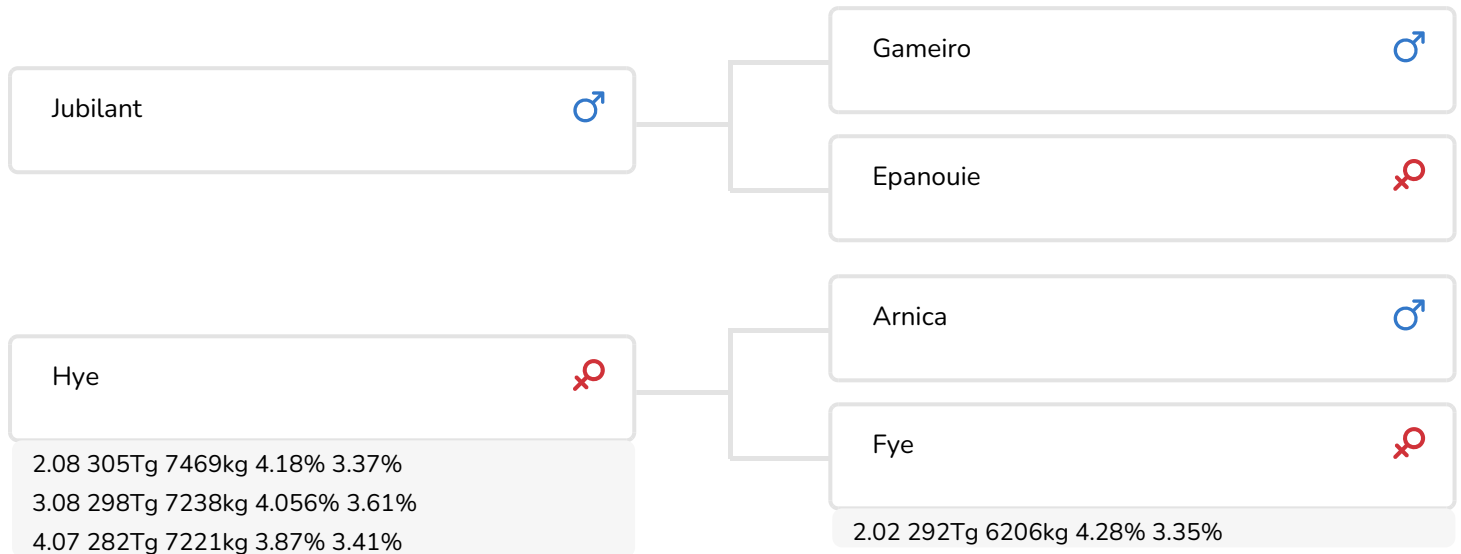 Jubilant
Gameiro
Epanouie
Hye
2.08 305Tg 7469kg 4.18% 3.37%
3.08 298Tg 7238kg 4.056% 3.61%
4.07 282Tg 7221kg 3.87% 3.41%
Arnica
Fye
2.02 292Tg 6206kg 4.28% 3.35%